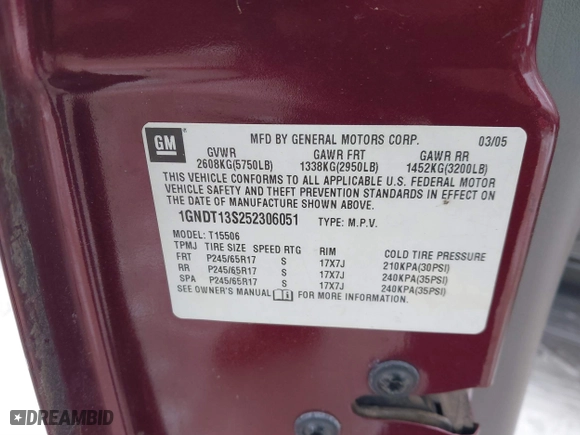 GM
MFD BY GENERAL MOTORS CORP. 03/05
GVWR GAWR FRT GAWR RR
2608KG(5750LB) 1338KG(2950LB) 1452KG(3200LB)
THIS VEHICLE CONFORMS TO ALL APPLICABLE U.S. FEDERAL MOTOR
VEHICLE SAFETY AND THEFT PREVENTION STANDARDS IN EFFECT ON
THE DATE OF MANUFACTURE SHOWN ABOVE.
1GNDT13S252306051 TYPE: M.P.V.
MODEL: T15506
TPMJ TIRE SIZE SPEED RTG RIM COLD TIRE PRESSURE
FRT P245/65R17 S 17X7J 210KPA(30PSI)
RR P245/65R17 S 17X7J 240KPA(35PSI)
SPA P245/65R17 S 17X7J 240KPA(35PSI)
SEE OWNER'S MANUAL FOR MORE INFORMATION.
DREAMBID